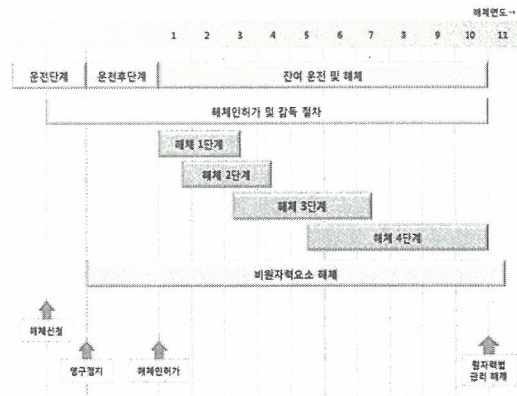 해체연도→
1 2 3 4 5 6 7 8 9 10 11
운전단계 운전후단계 잔여 운전 및 해체
해체인허가 및 감독 절차
해체 1단계
해체 2단계
해체 3단계
해체 4단계
비원자력요소 해체
해체신청
영구정지 해체인허가 원자력법
관리 해제